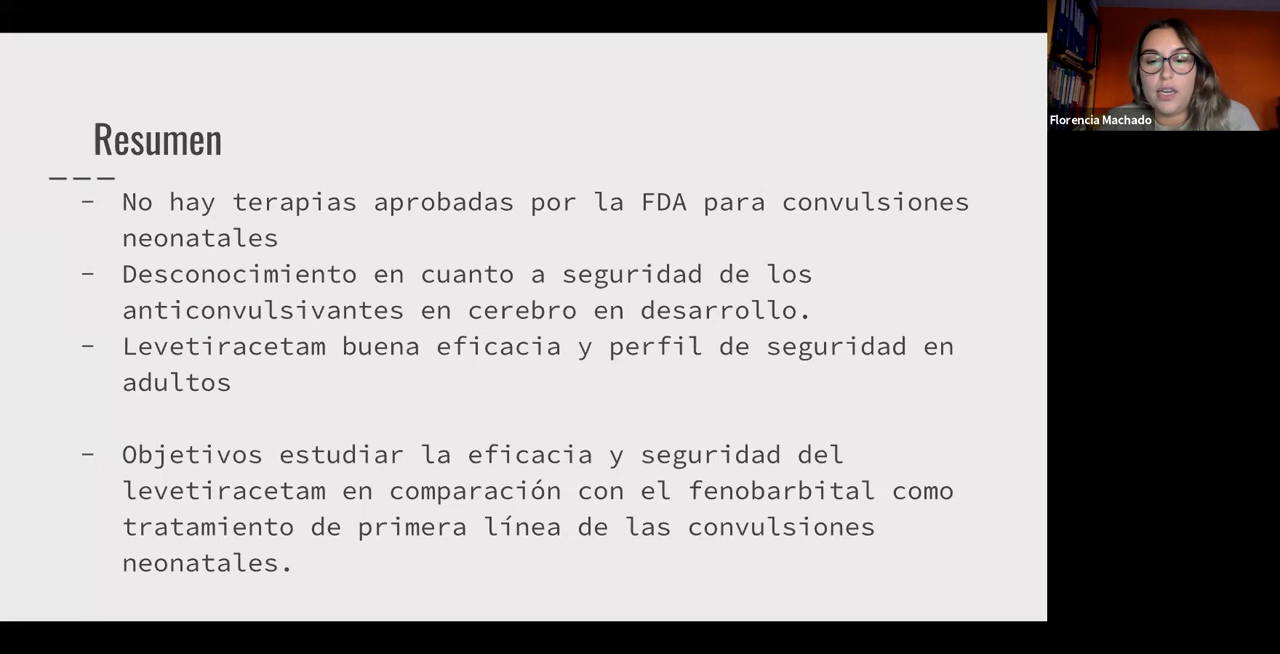 Resumen
- No hay terapias aprobadas por la FDA para convulsiones
neonatales
- Desconocimiento en cuanto a seguridad de los
anticonvulsivantes en cerebro en desarrollo.
- Levetiracetam buena eficacia y perfil de seguridad en
adultos
- Objetivos estudiar la eficacia y seguridad del
levetiracetam en comparación con el fenobarbital como
tratamiento de primera línea de las convulsiones
neonatales.
Florencia Machado